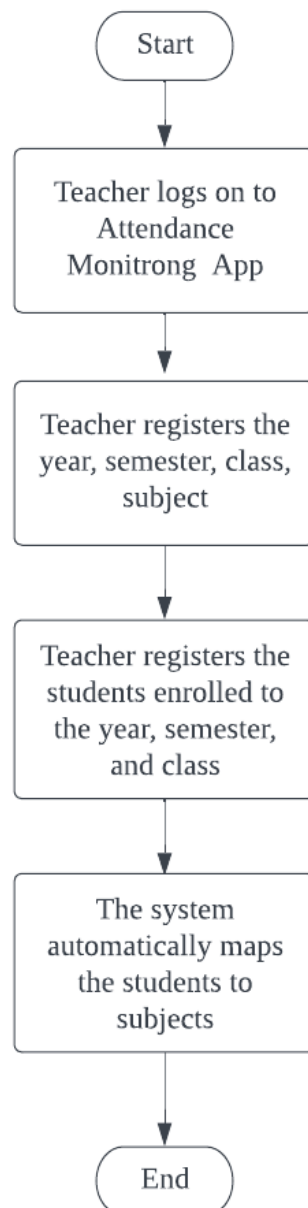 Start
Teacher logs on to
Attendance
Monitrong App
Teacher registers the
year, semester, class,
subject
Teacher registers the
students enrolled to
the year, semester,
and class
The system
automatically maps
the students to
subjects
End